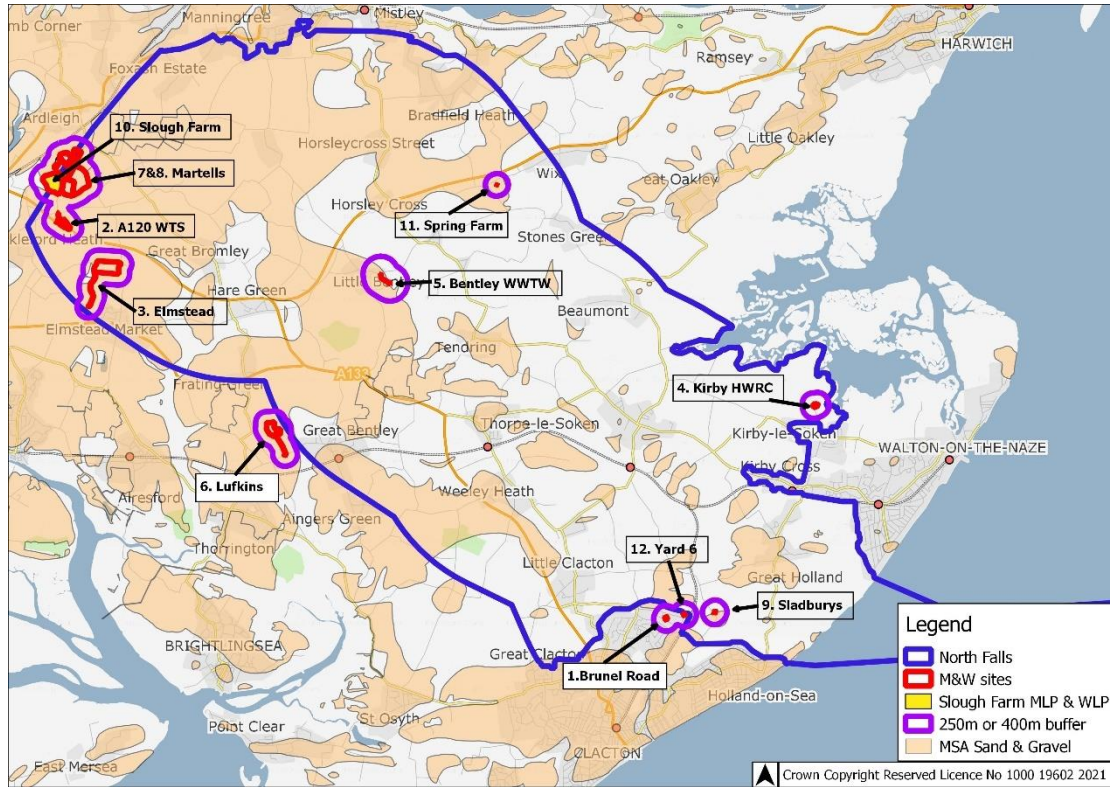 mb Corner
Manningtree
Mistley
HARWICH
Foxash Estate
Ramsey
Ardleigh
Bradfield Heath
Little Oakley
10. Slough Farm
Horsleycross Street
7&8. Martells
Wix
eat Oakley
Horsley Cross
11. Spring Farm
2. A120 WTS
Stones Green
ckleford Heath
Great Bromley
Little Bentley
5. Bentley WWTW
Hare Green
3. Elmstead
Beaumont
Elmstead Market
Tendring
A133
Frating Green
4. Kirby HWRC
Great Bentley
Thorpe-le-Soken
Kirby-le-Soken
WALTON-ON-THE-NAZE
Kirby Cross
6. Lufkins
Weeley Heath
Alresford
Aingers Green
Thorrington
12. Yard 6
Little Clacton
Great Holland
9. Sladburys
BRIGHTLINGSEA
Great Clacton
1.Brunel Road
Holland-on-Sea
St Osyth
Point Clear
CLACTON
East Mersea
Legend
North Falls
M&W sites
Slough Farm MLP & WLP
250m or 400m buffer
MSA Sand & Gravel
Crown Copyright Reserved Licence No 1000 19602 2021